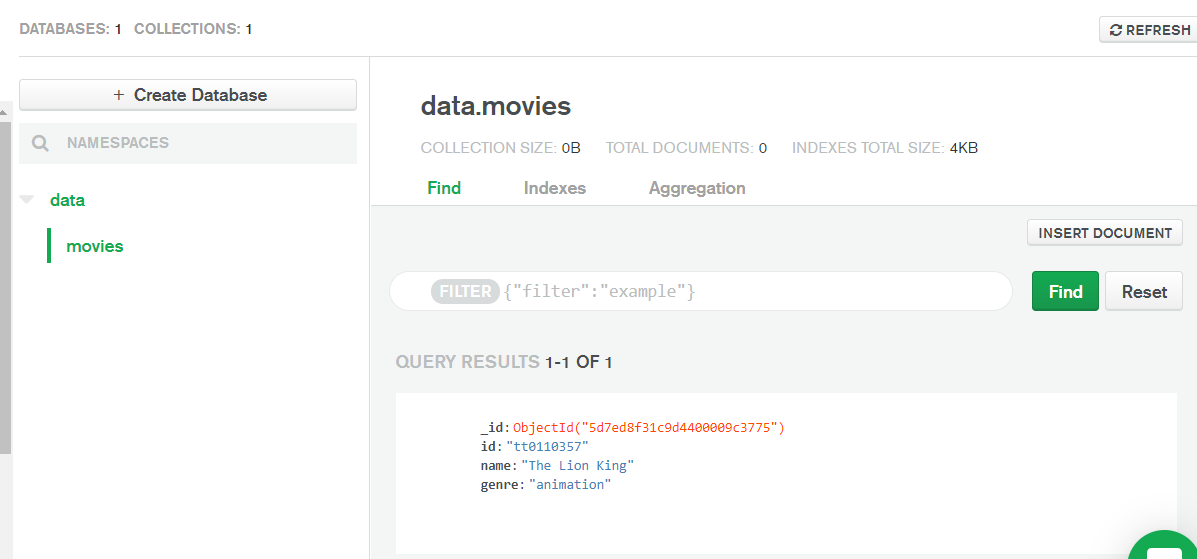 DATABASES: 1 COLLECTIONS: 1
REFRESH
+ Create Database
NAMESPACES
data
movies
data.movies
COLLECTION SIZE: 0B TOTAL DOCUMENTS: 0 INDEXES TOTAL SIZE: 4KB
Find Indexes Aggregation
INSERT DOCUMENT
FILTER {"filter":"example"}
Find Reset
QUERY RESULTS 1-1 OF 1
_id: ObjectId("5d7ed8f31c9d4400009c3775")
id: "tt0110357"
name: "The Lion King"
genre: "animation"